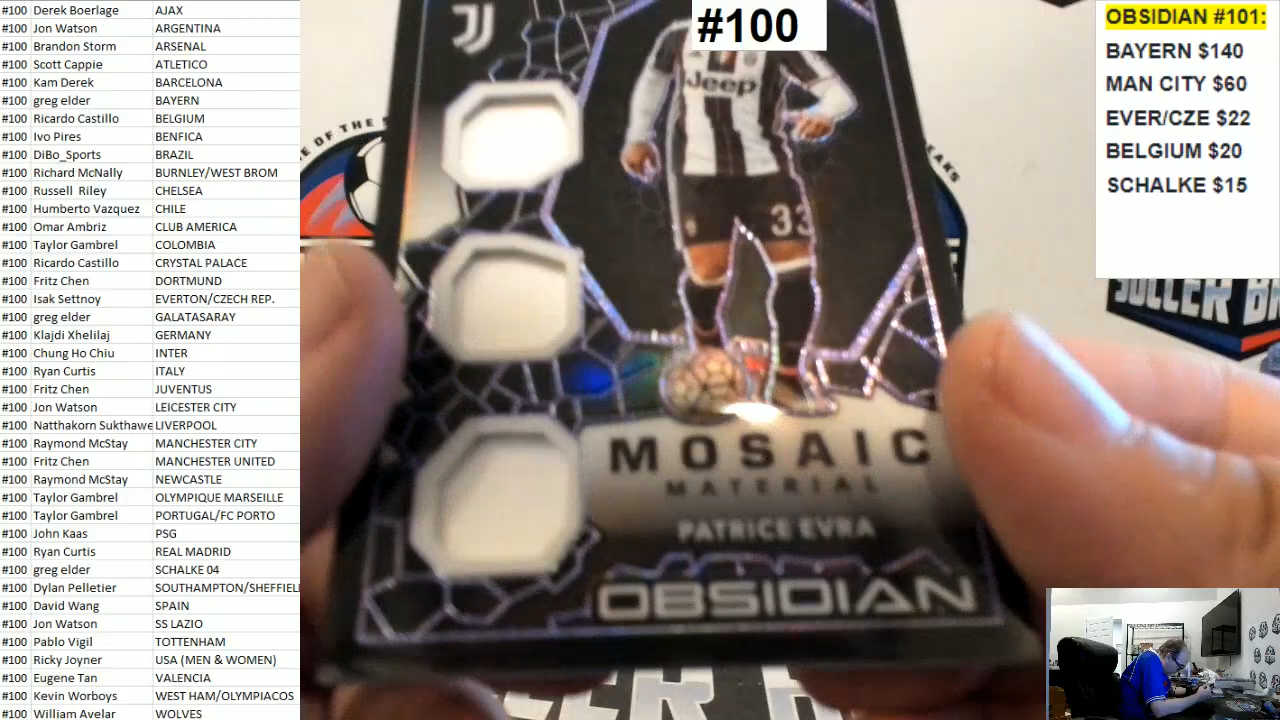 #100 Derek Boerlage AJAX
#100 Jon Watson ARGENTINA
#100 Brandon Storm ARSENAL
#100 Scott Cappie ATLETICO
#100 Kam Derek BARCELONA
#100 greg elder BAYERN
#100 Ricardo Castillo BELGIUM
#100 Ivo Pires BENFICA
#100 DiBo_Sports BRAZIL
#100 Richard McNally BURNLEY/WEST BROM
#100 Russell Riley CHELSEA
#100 Humberto Vazquez CHILE
#100 Omar Ambriz CLUB AMERICA
#100 Taylor Gambrel COLOMBIA
#100 Ricardo Castillo CRYSTAL PALACE
#100 Fritz Chen DORTMUND
#100 Isak Settnoy EVERTON/CZECH REP.
#100 greg elder GALATASARAY
#100 Klajdi Xhelilaj GERMANY
#100 Chung Ho Chiu INTER
#100 Ryan Curtis ITALY
#100 Fritz Chen JUVENTUS
#100 Jon Watson LEICESTER CITY
#100 Natthakorn Sukthawe LIVERPOOL
#100 Raymond McStay MANCHESTER CITY
#100 Fritz Chen MANCHESTER UNITED
#100 Raymond McStay NEWCASTLE
#100 Taylor Gambrel OLYMPIQUE MARSEILLE
#100 Taylor Gambrel PORTUGAL/FC PORTO
#100 John Kaas PSG
#100 Ryan Curtis REAL MADRID
#100 greg elder SCHALKE 04
#100 Dylan Pelletier SOUTHAMPTON/SHEFFIEL
#100 David Wang SPAIN
#100 Jon Watson SS LAZIO
#100 Pablo Vigil TOTTENHAM
#100 Ricky Joyner USA (MEN & WOMEN)
#100 Eugene Tan VALENCIA
#100 Kevin Worboys WEST HAM/OLYMPIACOS
#100 William Avelar WOLVES
#100
Jeep
33
MOSAIC
MATERIAL
PATRICE EVRA
OBSIDIAN
OBSIDIAN #101:
BAYERN $140
MAN CITY $60
EVER/CZE $22
BELGIUM $20
SCHALKE $15
OF THE
SOCCER BR